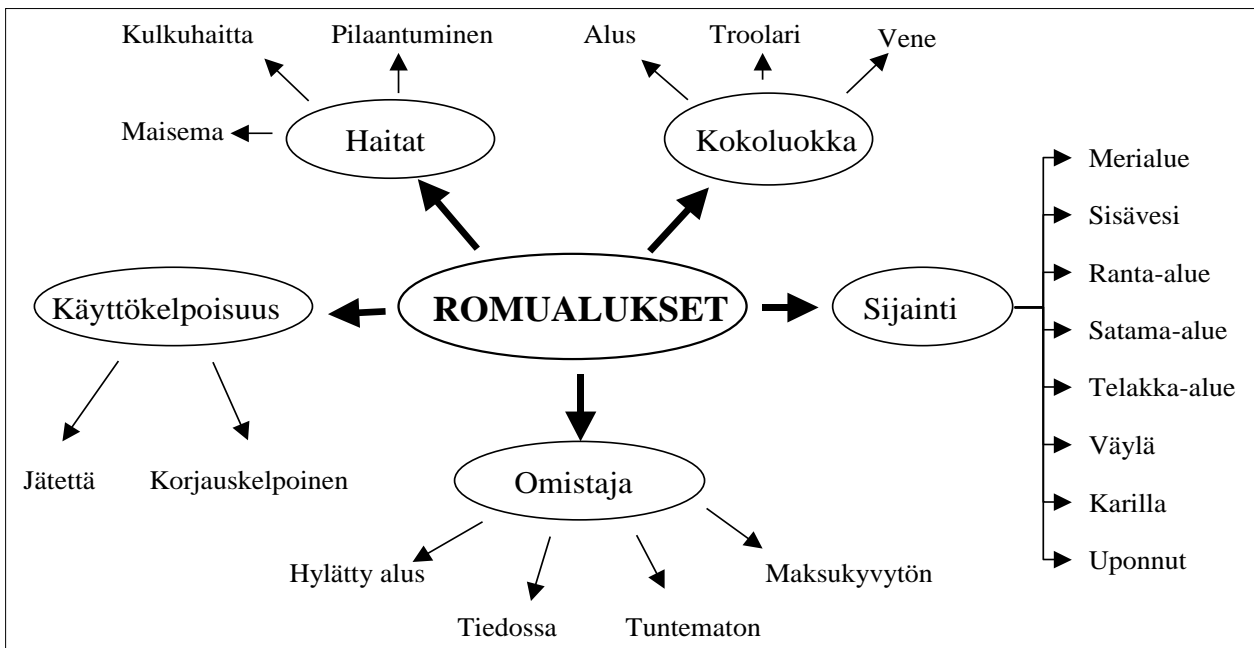 Kulkuhaitta
Pilaantuminen
Alus
Troolari
Vene
Maisema
Haitat
Kokoluokka
Merialue
Sisävesi
Ranta-alue
Käyttökelpoisuus
ROMUALUKSET
Sijainti
Satama-alue
Telakka-alue
Väylä
Jätettä
Korjauskelpoinen
Omistaja
Karilla
Uponnut
Hylätty alus
Maksukyvytön
Tiedossa
Tuntematon